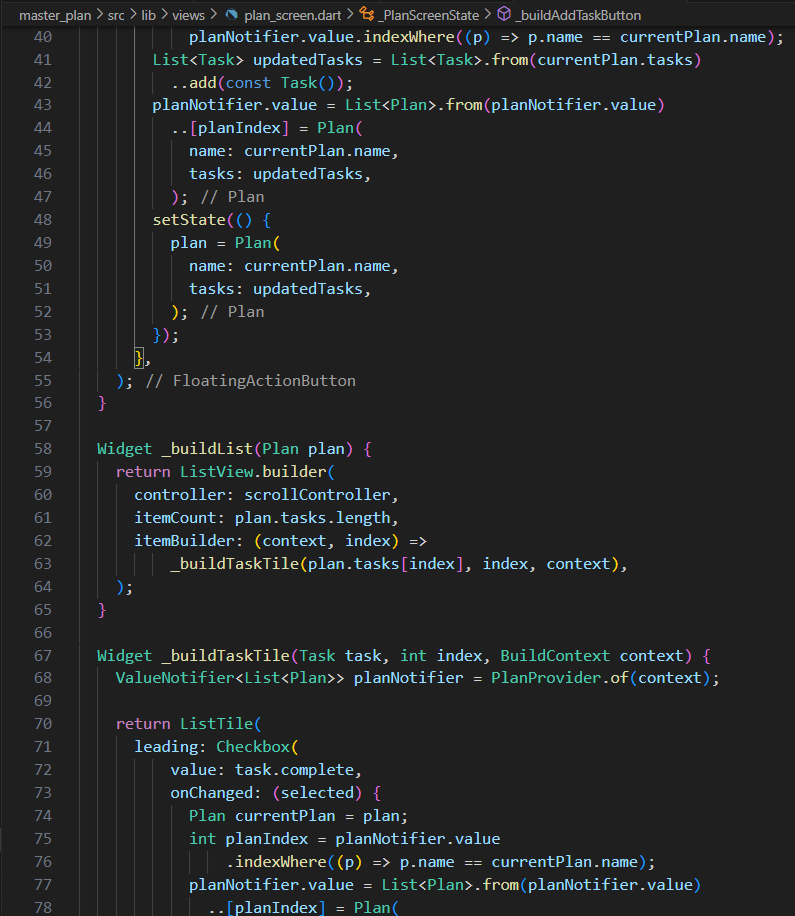 master_plan > src > lib > views > plan_screen.dart > _PlanScreenState > _buildAddTaskButton
40 planNotifier.value.indexWhere((p) => p.name == currentPlan.name);
41 List<Task> updatedTasks = List<Task>.from(currentPlan.tasks)
42 ..add(const Task());
43 planNotifier.value = List<Plan>.from(planNotifier.value)
44 ..[planIndex] = Plan(
45 name: currentPlan.name,
46 tasks: updatedTasks,
47 ); // Plan
48 setState(() {
49 plan = Plan(
50 name: currentPlan.name,
51 tasks: updatedTasks,
52 ); // Plan
53 });
54 },
55 ); // FloatingActionButton
56 }
57
58 Widget _buildList(Plan plan) {
59 return ListView.builder(
60 controller: scrollController,
61 itemCount: plan.tasks.length,
62 itemBuilder: (context, index) =>
63 _buildTaskTile(plan.tasks[index], index, context),
64 );
65 }
66
67 Widget _buildTaskTile(Task task, int index, BuildContext context) {
68 ValueNotifier<List<Plan>> planNotifier = PlanProvider.of(context);
69
70 return ListTile(
71 leading: Checkbox(
72 value: task.complete,
73 onChanged: (selected) {
74 Plan currentPlan = plan;
75 int planIndex = planNotifier.value
76 .indexWhere((p) => p.name == currentPlan.name);
77 planNotifier.value = List<Plan>.from(planNotifier.value)
78 ..[planIndex] = Plan(